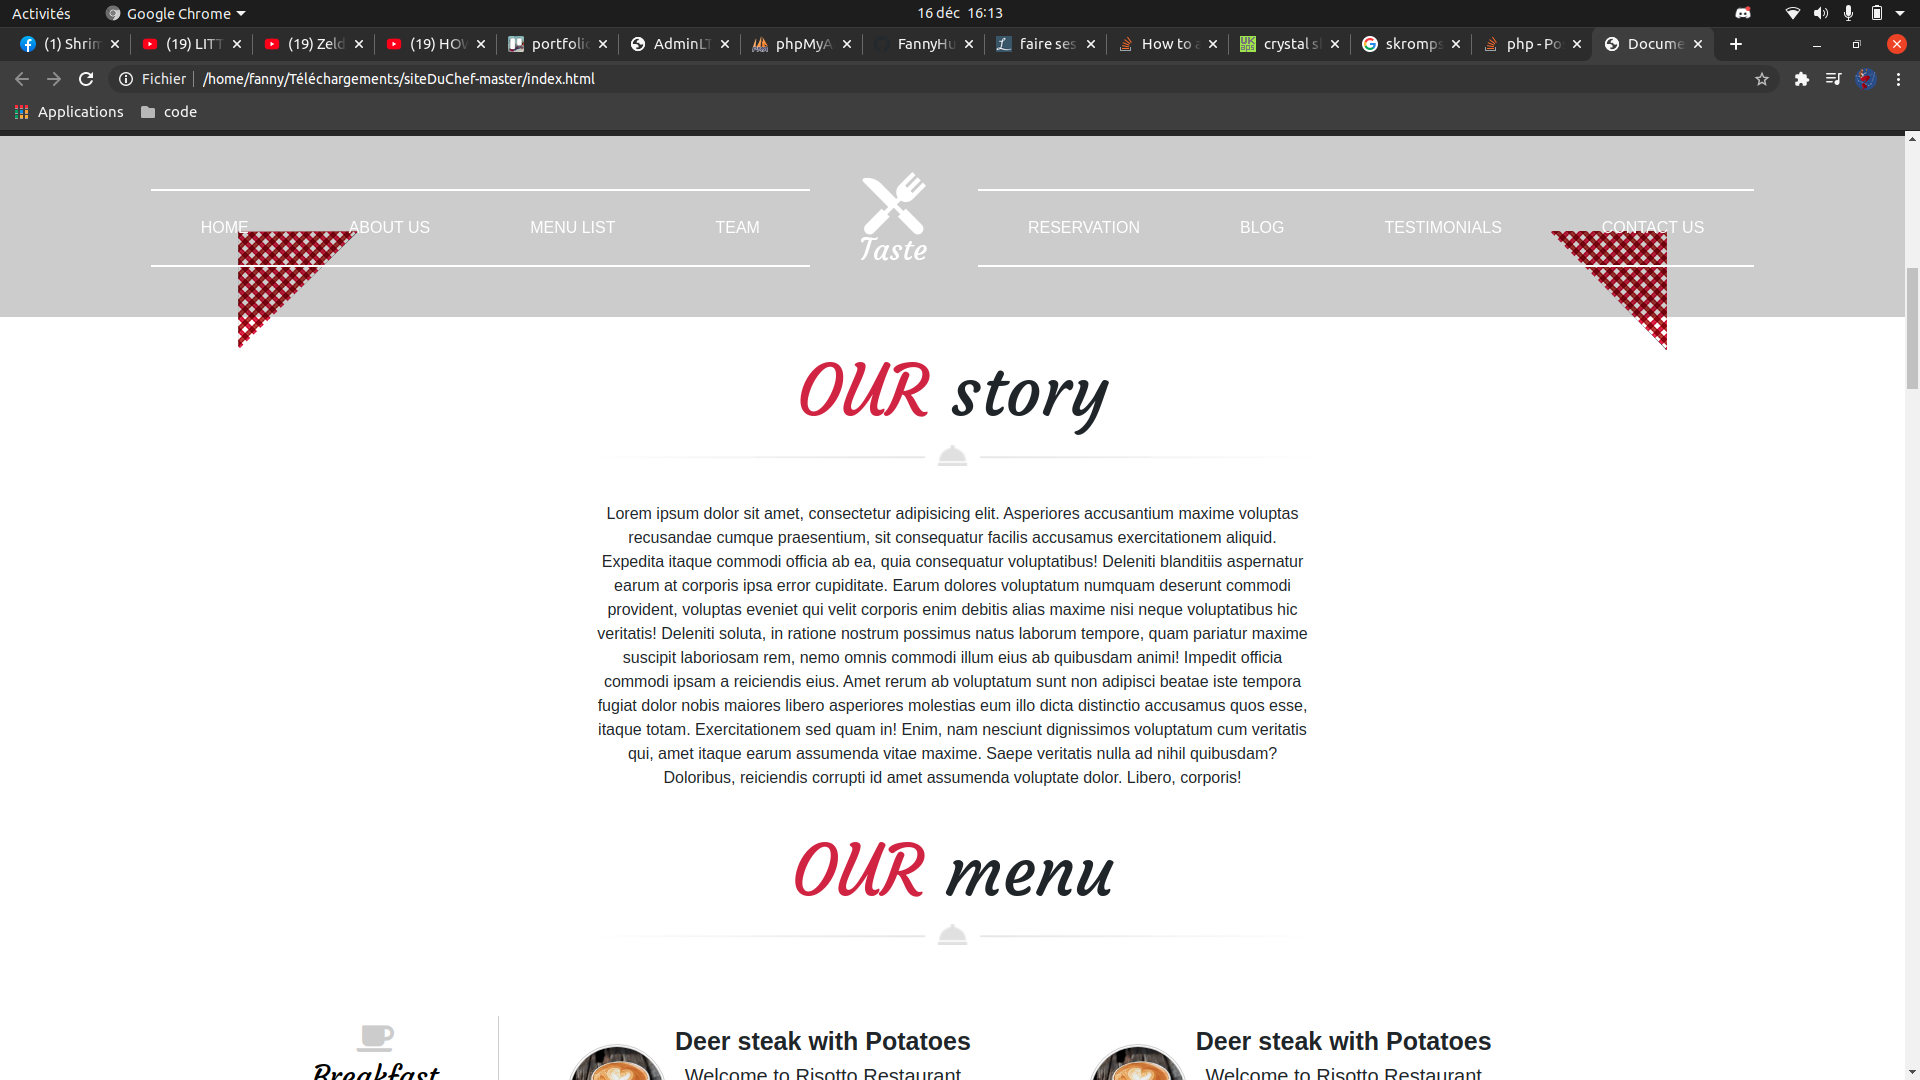 Activités Google Chrome 16 déc 16:13
(1) Shrim (19) LITT (19) Zeld (19) HOW portfolio AdminLT phpMyA FannyHu faire ses How to a crystal s skromps php - Po Docume
Fichier /home/fanny/Téléchargements/siteDuChef-master/index.html
Applications code
HOME ABOUT US MENU LIST TEAM Taste RESERVATION BLOG TESTIMONIALS CONTACT US
OUR story
Lorem ipsum dolor sit amet, consectetur adipisicing elit. Asperiores accusantium maxime voluptas
recusandae cumque praesentium, sit consequatur facilis accusamus exercitationem aliquid.
Expedita itaque commodi officia ab ea, quia consequatur voluptatibus! Deleniti blanditiis aspernatur
earum at corporis ipsa error cupiditate. Earum dolores voluptatum numquam deserunt commodi
provident, voluptas eveniet qui velit corporis enim debitis alias maxime nisi neque voluptatibus hic
veritatis! Deleniti soluta, in ratione nostrum possimus natus laborum tempore, quam pariatur maxime
suscipit laboriosam rem, nemo omnis commodi illum eius ab quibusdam animi! Impedit officia
commodi ipsam a reiciendis eius. Amet rerum ab voluptatum sunt non adipisci beatae iste tempora
fugiat dolor nobis maiores libero asperiores molestias eum illo dicta distinctio accusamus quos esse,
itaque totam. Exercitationem sed quam in! Enim, nam nesciunt dignissimos voluptatum cum veritatis
qui, amet itaque earum assumenda vitae maxime. Saepe veritatis nulla ad nihil quibusdam?
Doloribus, reiciendis corrupti id amet assumenda voluptate dolor. Libero, corporis!
OUR menu
Breakfast
Deer steak with Potatoes
Welcome to Risotto Restaurant
Deer steak with Potatoes
Welcome to Risotto Restaurant